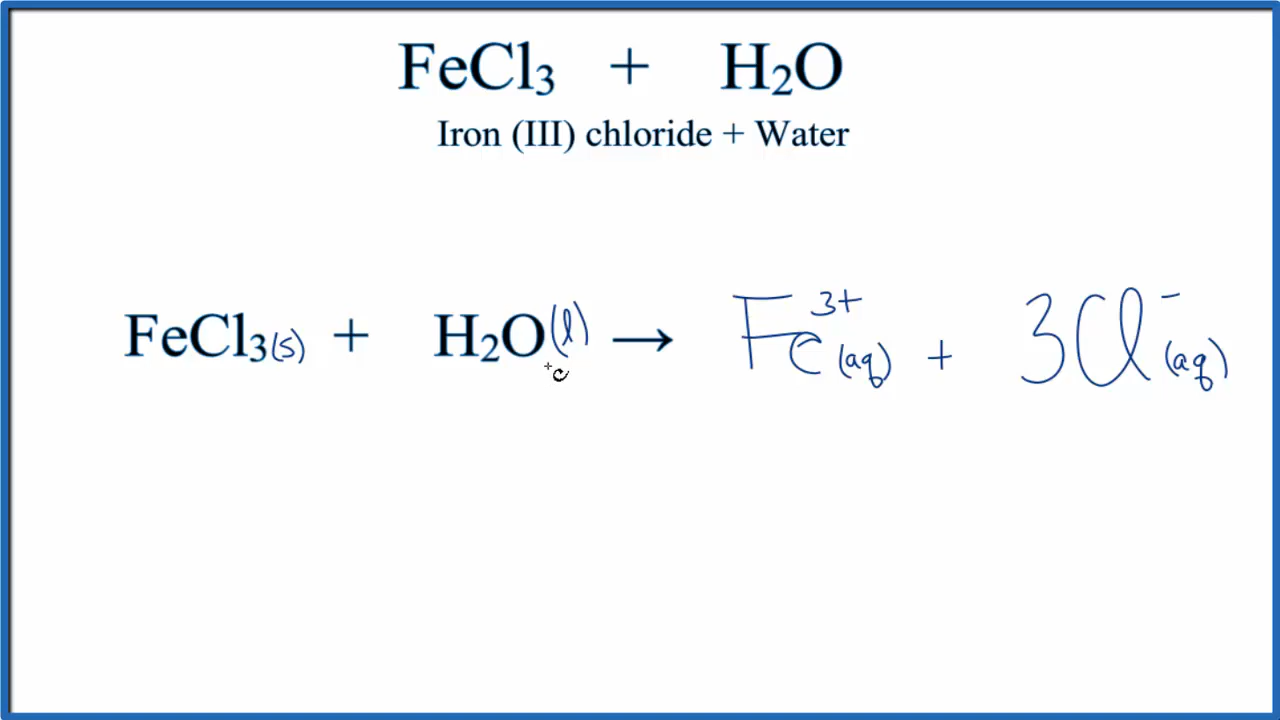 FeCl₃ + H₂O
Iron (III) chloride + Water
FeCl₃(s) + H₂O(l) → Fe³⁺(aq) + 3Cl⁻(aq)